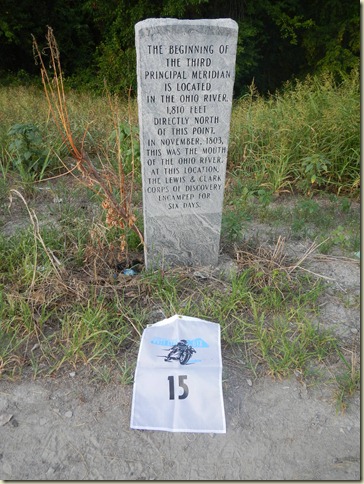 THE BEGINNING OF
THE THIRD
PRINCIPAL MERIDIAN
IS LOCATED
IN THE OHIO RIVER,
1,810 FEET
DIRECTLY NORTH
OF THIS POINT.
IN NOVEMBER, 1803,
THIS WAS THE MOUTH
OF THE OHIO RIVER.
AT THIS LOCATION,
THE LEWIS & CLARK
CORPS OF DISCOVERY
ENCAMPED FOR
SIX DAYS.
15